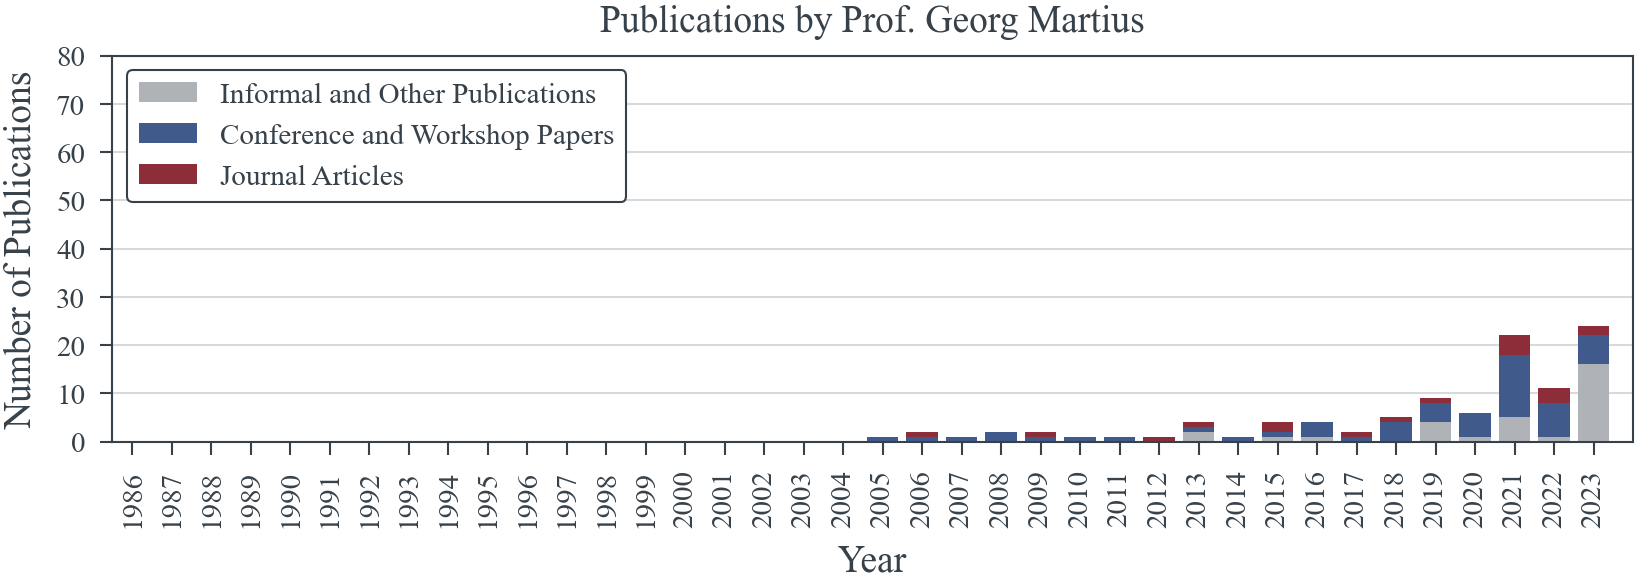 Publications by Prof. Georg Martius
Number of Publications
80
70
60
50
40
30
20
10
0
Informal and Other Publications
Conference and Workshop Papers
Journal Articles
1986 1987 1988 1989 1990 1991 1992 1993 1994 1995 1996 1997 1998 1999 2000 2001 2002 2003 2004 2005 2006 2007 2008 2009 2010 2011 2012 2013 2014 2015 2016 2017 2018 2019 2020 2021 2022 2023
Year